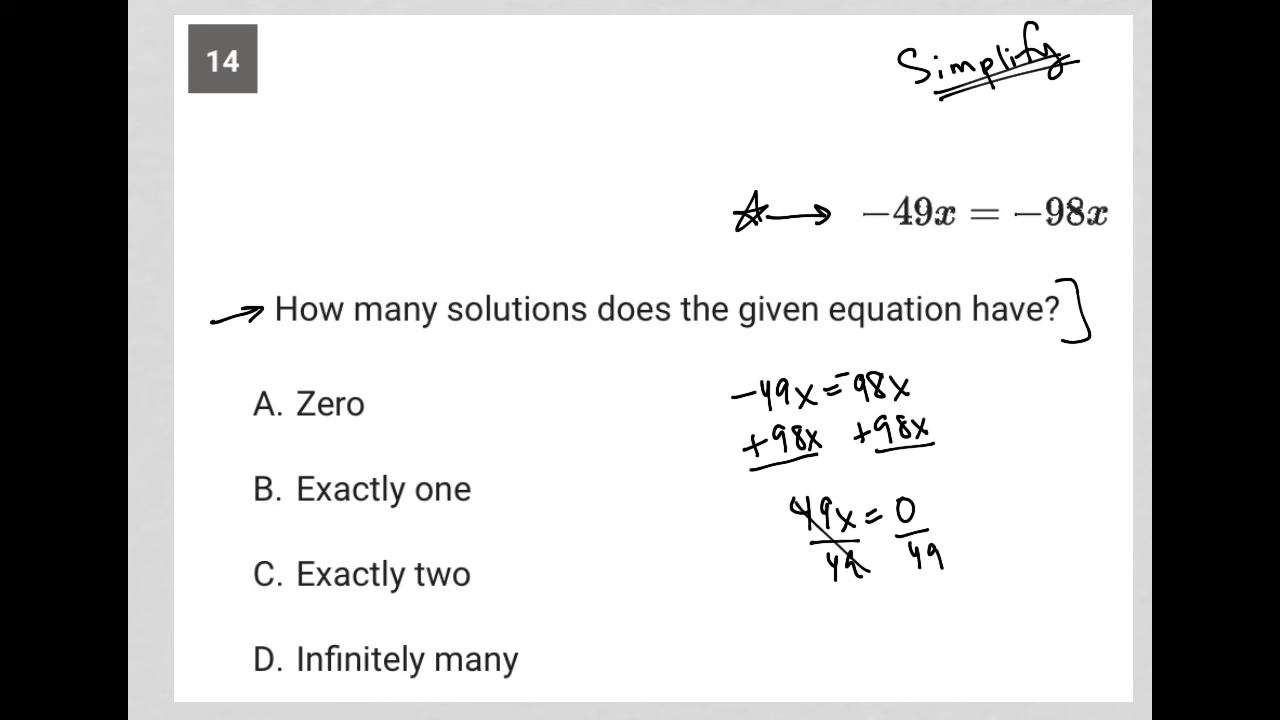 14
Simplify
−49x = −98x
How many solutions does the given equation have?
A. Zero
B. Exactly one
C. Exactly two
D. Infinitely many
-49x = -98x
+98x +98x
49x = 0
49 49